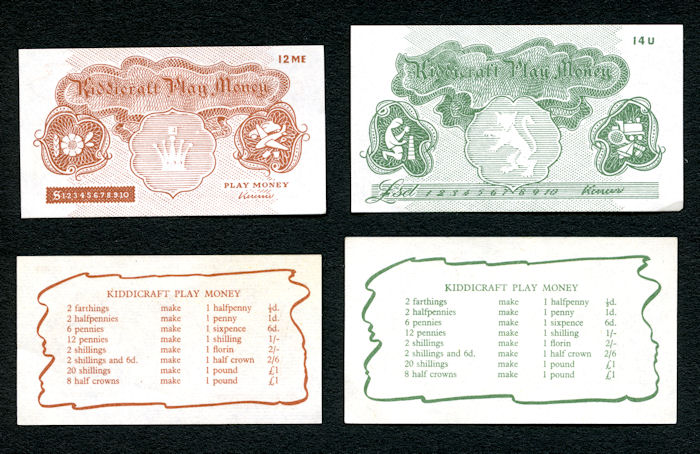 12 ME
Kiddicraft Play Money
S 1 2 3 4 5 6 7 8 9 10
PLAY MONEY
14 U
Kiddicraft Play Money
£sd 1 2 3 4 5 6 7 8 9 10
KIDDICRAFT PLAY MONEY
2 farthings make 1 halfpenny ½d.
2 halfpennies make 1 penny 1d.
6 pennies make 1 sixpence 6d.
12 pennies make 1 shilling 1/-
2 shillings make 1 florin 2/-
2 shillings and 6d. make 1 half crown 2/6
20 shillings make 1 pound £1
8 half crowns make 1 pound £1
KIDDICRAFT PLAY MONEY
2 farthings make 1 halfpenny ½d.
2 halfpennies make 1 penny 1d.
6 pennies make 1 sixpence 6d.
12 pennies make 1 shilling 1/-
2 shillings make 1 florin 2/-
2 shillings and 6d. make 1 half crown 2/6
20 shillings make 1 pound £1
8 half crowns make 1 pound £1